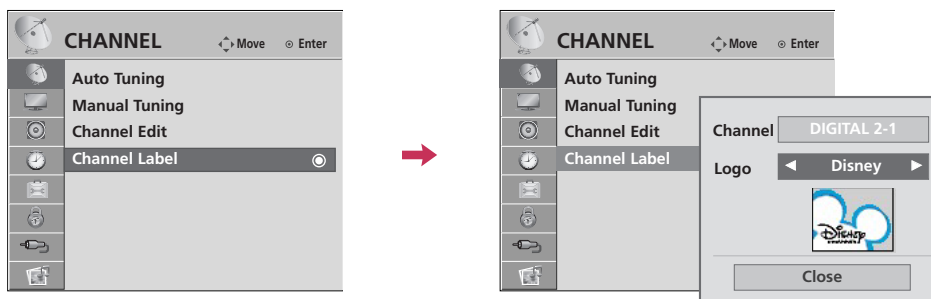 CHANNEL Move Enter
Auto Tuning
Manual Tuning
Channel Edit
Channel Label
CHANNEL Move Enter
Auto Tuning
Manual Tuning
Channel Edit
Channel Label
Channel DIGITAL 2-1
Logo ◄ Disney ►
Disney
Close